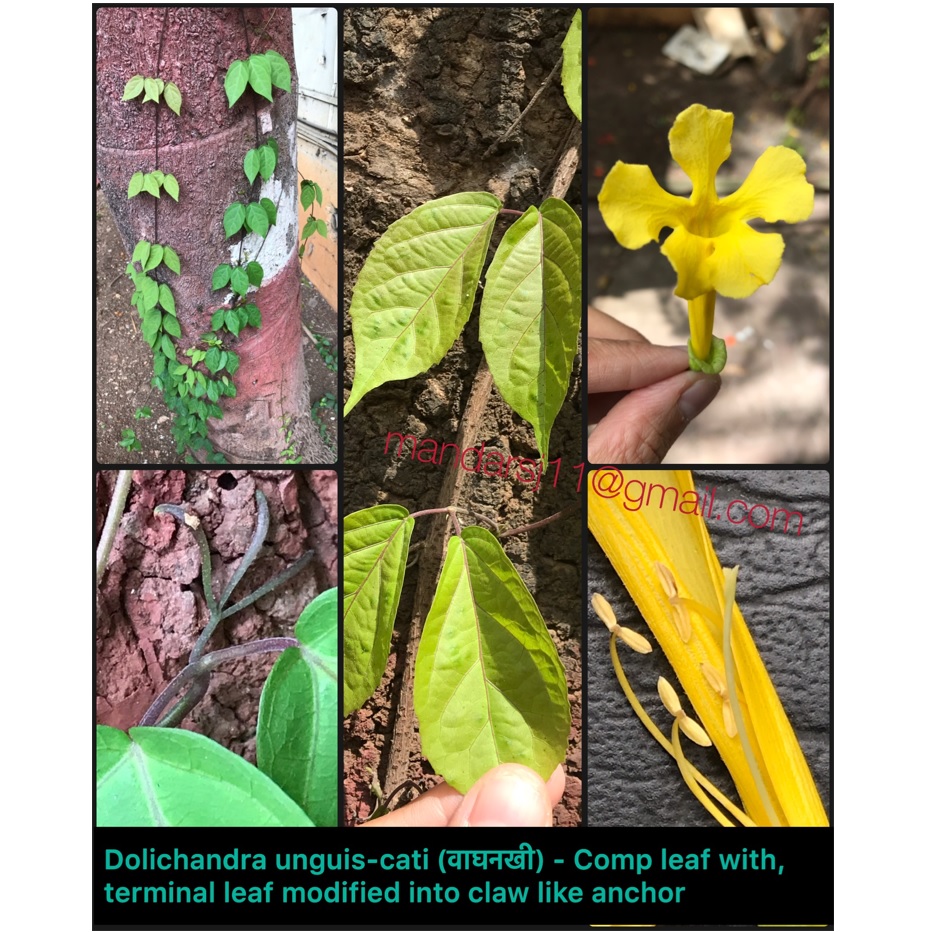 mandarsj11@gmail.com
Dolichandra unguis-cati (वाघनखी) - Comp leaf with,
terminal leaf modified into claw like anchor